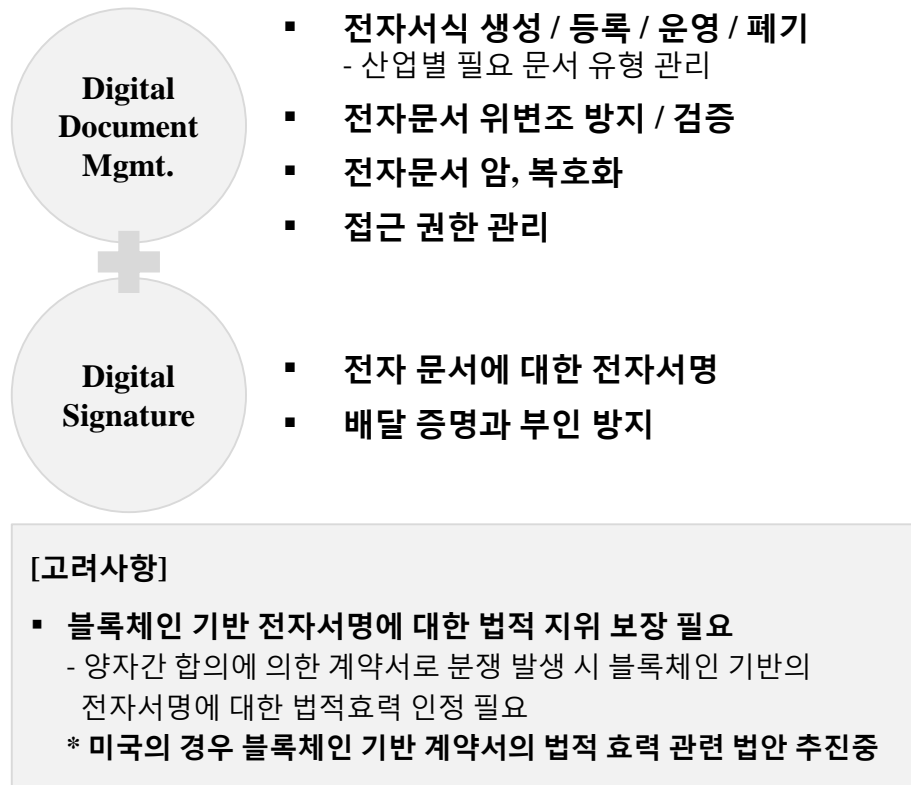 Digital
Document
Mgmt.
▪ 전자서식 생성 / 등록 / 운영 / 폐기
- 산업별 필요 문서 유형 관리
▪ 전자문서 위변조 방지 / 검증
▪ 전자문서 암, 복호화
▪ 접근 권한 관리
Digital
Signature
▪ 전자 문서에 대한 전자서명
▪ 배달 증명과 부인 방지
[고려사항]
▪ 블록체인 기반 전자서명에 대한 법적 지위 보장 필요
- 양자간 합의에 의한 계약서로 분쟁 발생 시 블록체인 기반의
전자서명에 대한 법적효력 인정 필요
* 미국의 경우 블록체인 기반 계약서의 법적 효력 관련 법안 추진중